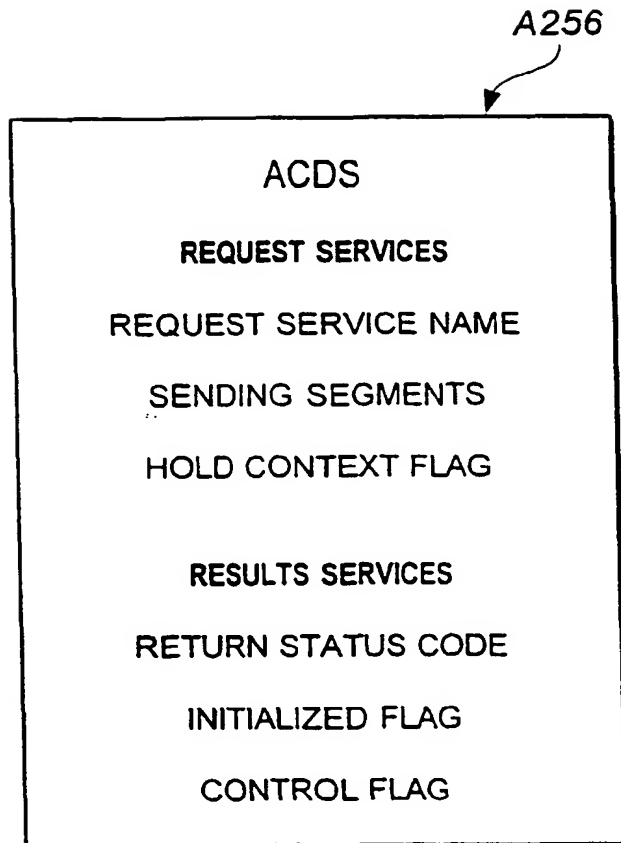 A256
ACDS
REQUEST SERVICES
REQUEST SERVICE NAME
SENDING SEGMENTS
HOLD CONTEXT FLAG
RESULTS SERVICES
RETURN STATUS CODE
INITIALIZED FLAG
CONTROL FLAG